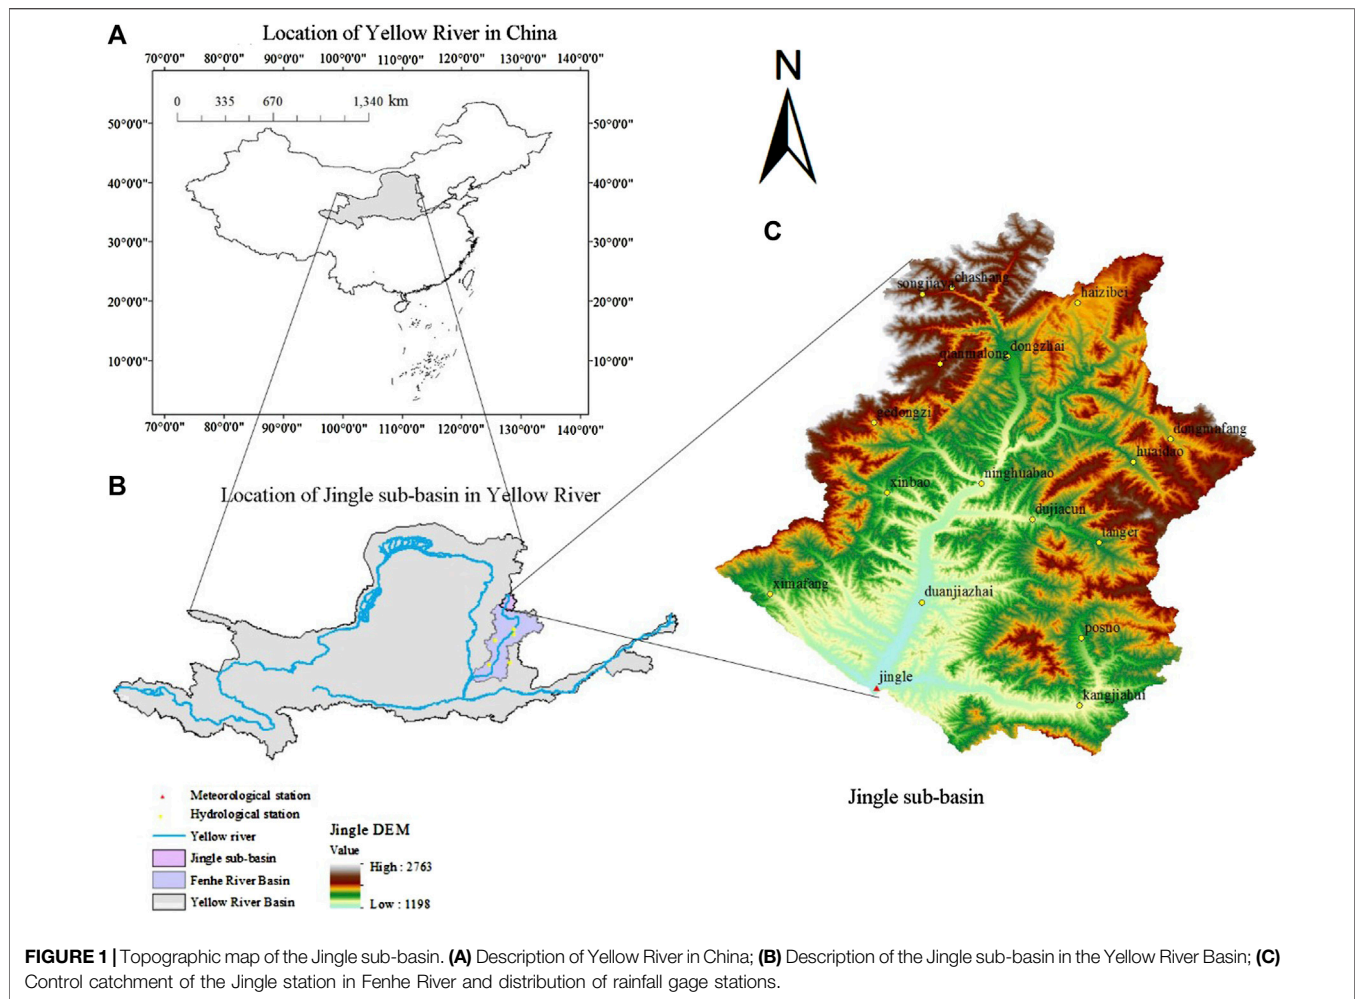 A
Location of Yellow River in China
70°0'0" 80°0'0" 90°0'0" 100°0'0" 110°0'0" 120°0'0" 130°0'0" 140°0'0"
0 335 670 1,340 km
50°0'0" 50°0'0"
40°0'0" 40°0'0"
30°0'0" 30°0'0"
20°0'0" 20°0'0"
10°0'0" 10°0'0"
70°0'0" 80°0'0" 90°0'0" 100°0'0" 110°0'0" 120°0'0" 130°0'0" 140°0'0"
B
Location of Jingle sub-basin in Yellow River
Meteorological station
Hydrological station
Yellow river
Jingle sub-basin
Fenhe River Basin
Yellow River Basin
Jingle DEM
Value
High : 2763
Low : 1198
N
C
chashang
songjiaya
haizibei
dongzhai
qianmalong
gedongzi
dongmafang
huaidao
ninghuabao
xinbao
dujiacun
tanger
ximafang
duanjiazhai
posuo
jingle
kangjiahui
Jingle sub-basin
FIGURE 1 | Topographic map of the Jingle sub-basin. (A) Description of Yellow River in China; (B) Description of the Jingle sub-basin in the Yellow River Basin; (C)
Control catchment of the Jingle station in Fenhe River and distribution of rainfall gage stations.